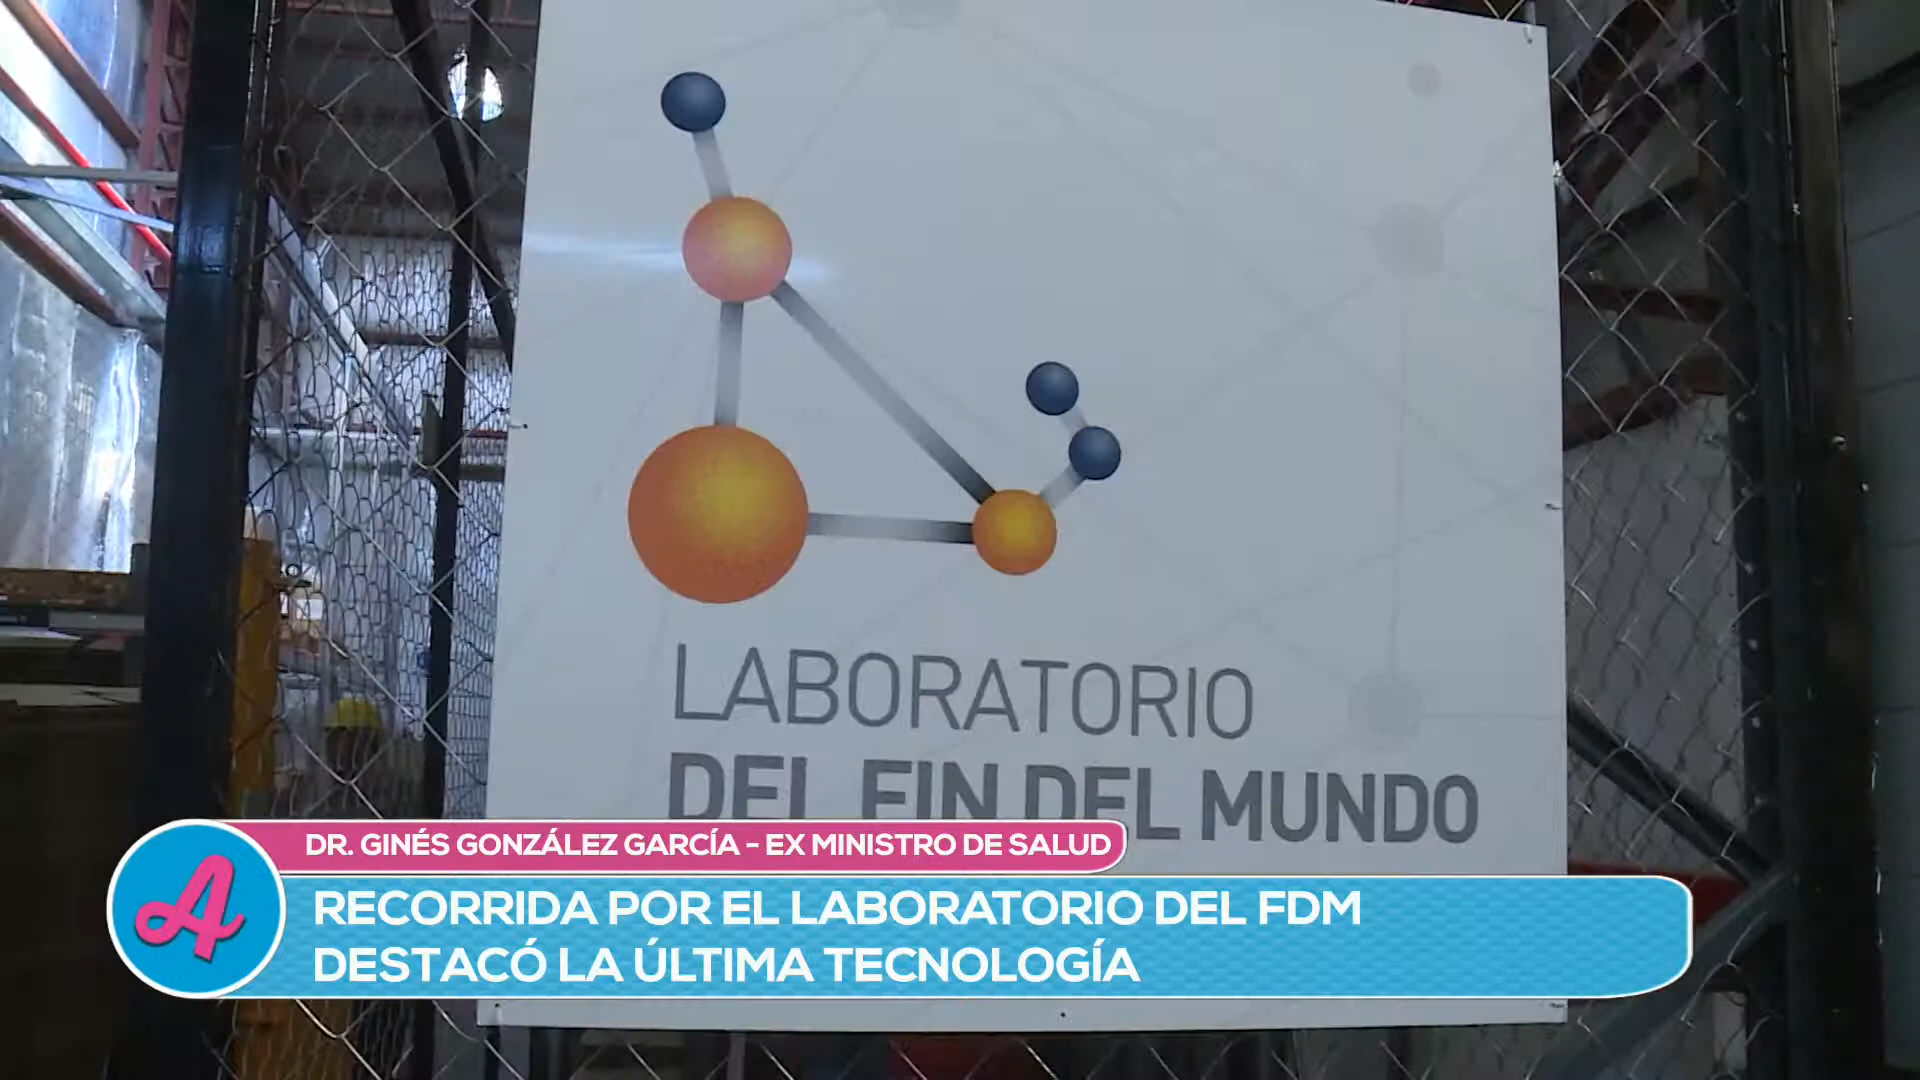 LABORATORIO
DEL FIN DEL MUNDO
DR. GINÉS GONZÁLEZ GARCÍA - EX MINISTRO DE SALUD
A
RECORRIDA POR EL LABORATORIO DEL FDM
DESTACÓ LA ÚLTIMA TECNOLOGÍA